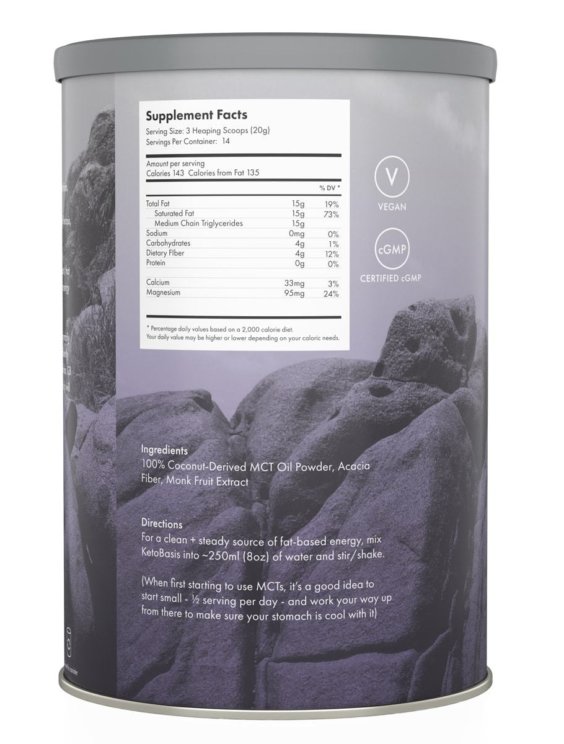 Supplement Facts
Serving Size: 3 Heaping Scoops (20g)
Servings Per Container: 14
Amount per serving
Calories 143 Calories from Fat 135
% DV *
Total Fat 15g 19%
Saturated Fat 15g 73%
Medium Chain Triglycerides 15g
Sodium 0mg 0%
Carbohydrates 4g 1%
Dietary FIber 4g 12%
Protein 0g 0%
Calcium 33mg 3%
Magnesium 95mg 24%
* Percentage daily values based on a 2,000 calorie diet.
Your daily value may be higher or lower depending on your caloric needs.
V
VEGAN
cGMP
CERTIFIED cGMP
Ingredients
100% Coconut-Derived MCT Oil Powder, Acacia
Fiber, Monk Fruit Extract
Directions
For a clean + steady source of fat-based energy, mix
KetoBasis into ~250ml (8oz) of water and stir/shake.
(When first starting to use MCTs, it's a good idea to
start small - ½ serving per day - and work your way up
from there to make sure your stomach is cool with it)